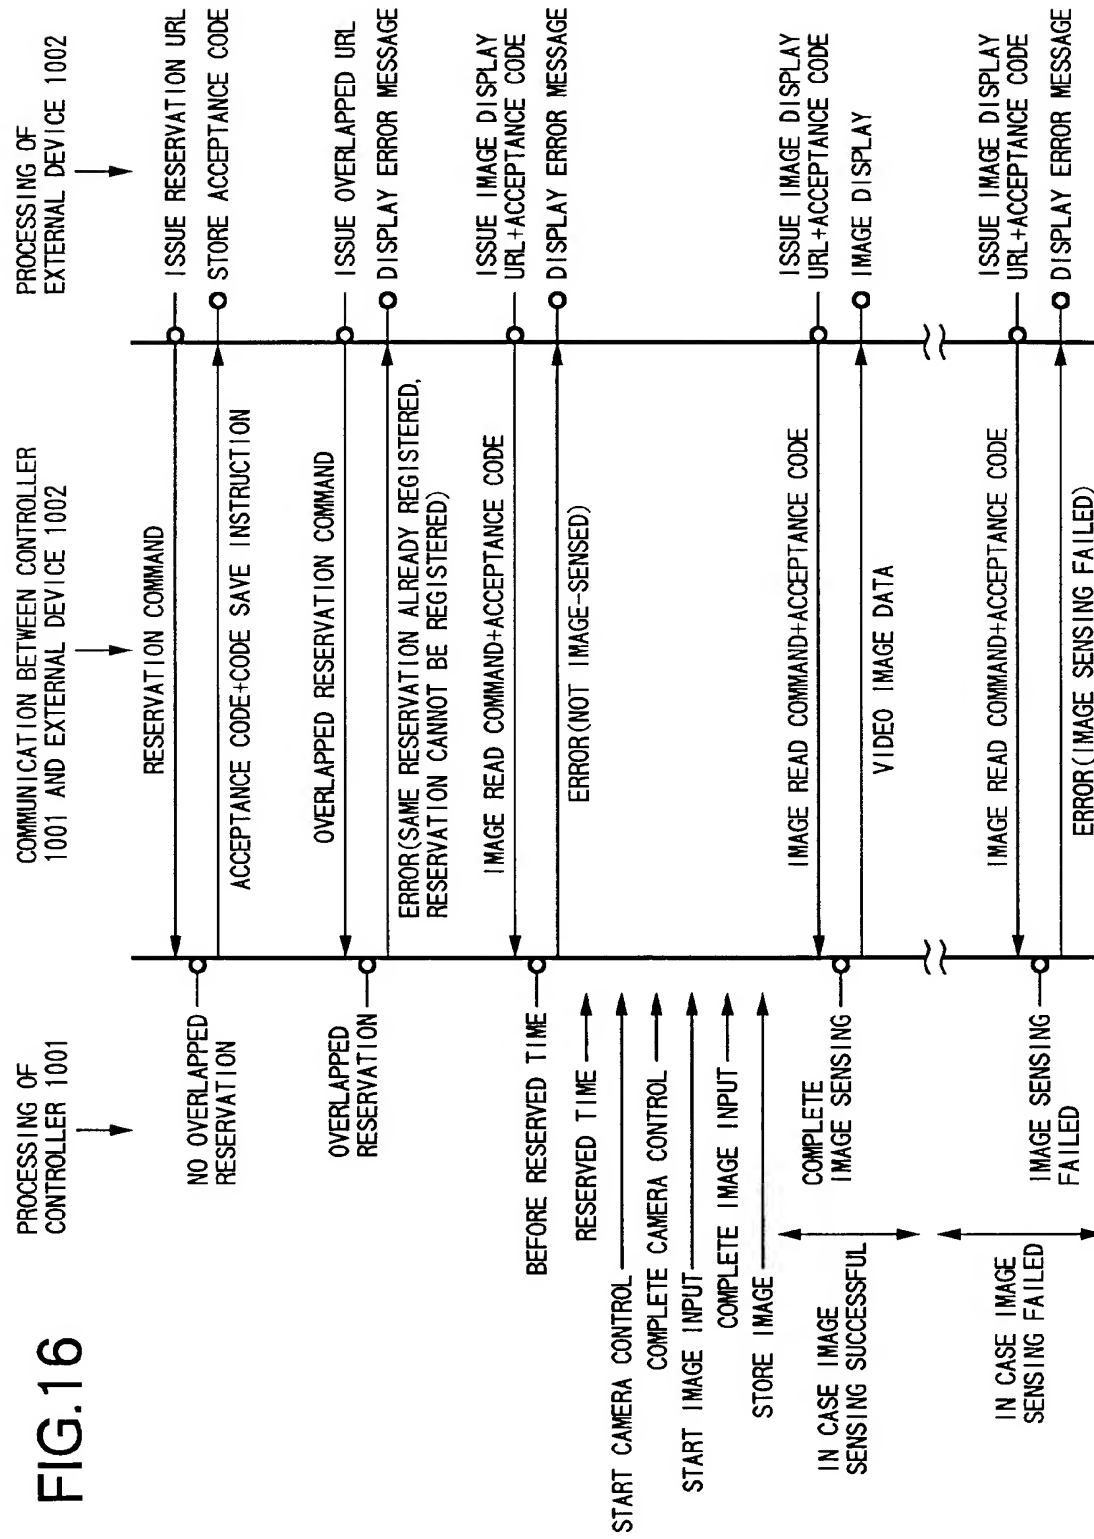 FIG.16
PROCESSING OF
CONTROLLER 1001
COMMUNICATION BETWEEN CONTROLLER
1001 AND EXTERNAL DEVICE 1002
PROCESSING OF
EXTERNAL DEVICE 1002
RESERVATION COMMAND
ISSUE RESERVATION URL
NO OVERLAPPED
RESERVATION
ACCEPTANCE CODE+CODE SAVE INSTRUCTION
STORE ACCEPTANCE CODE
OVERLAPPED RESERVATION COMMAND
ISSUE OVERLAPPED URL
OVERLAPPED
RESERVATION
ERROR(SAME RESERVATION ALREADY REGISTERED,
RESERVATION CANNOT BE REGISTERED)
DISPLAY ERROR MESSAGE
IMAGE READ COMMAND+ACCEPTANCE CODE
ISSUE IMAGE DISPLAY
URL+ACCEPTANCE CODE
BEFORE RESERVED TIME
ERROR(NOT IMAGE-SENSED)
DISPLAY ERROR MESSAGE
RESERVED TIME
START CAMERA CONTROL
COMPLETE CAMERA CONTROL
START IMAGE INPUT
COMPLETE IMAGE INPUT
STORE IMAGE
IN CASE IMAGE
SENSING SUCCESSFUL
IMAGE READ COMMAND+ACCEPTANCE CODE
ISSUE IMAGE DISPLAY
URL+ACCEPTANCE CODE
COMPLETE
IMAGE SENSING
VIDEO IMAGE DATA
IMAGE DISPLAY
IN CASE IMAGE
SENSING FAILED
IMAGE READ COMMAND+ACCEPTANCE CODE
ISSUE IMAGE DISPLAY
URL+ACCEPTANCE CODE
IMAGE SENSING
FAILED
ERROR(IMAGE SENSING FAILED)
DISPLAY ERROR MESSAGE